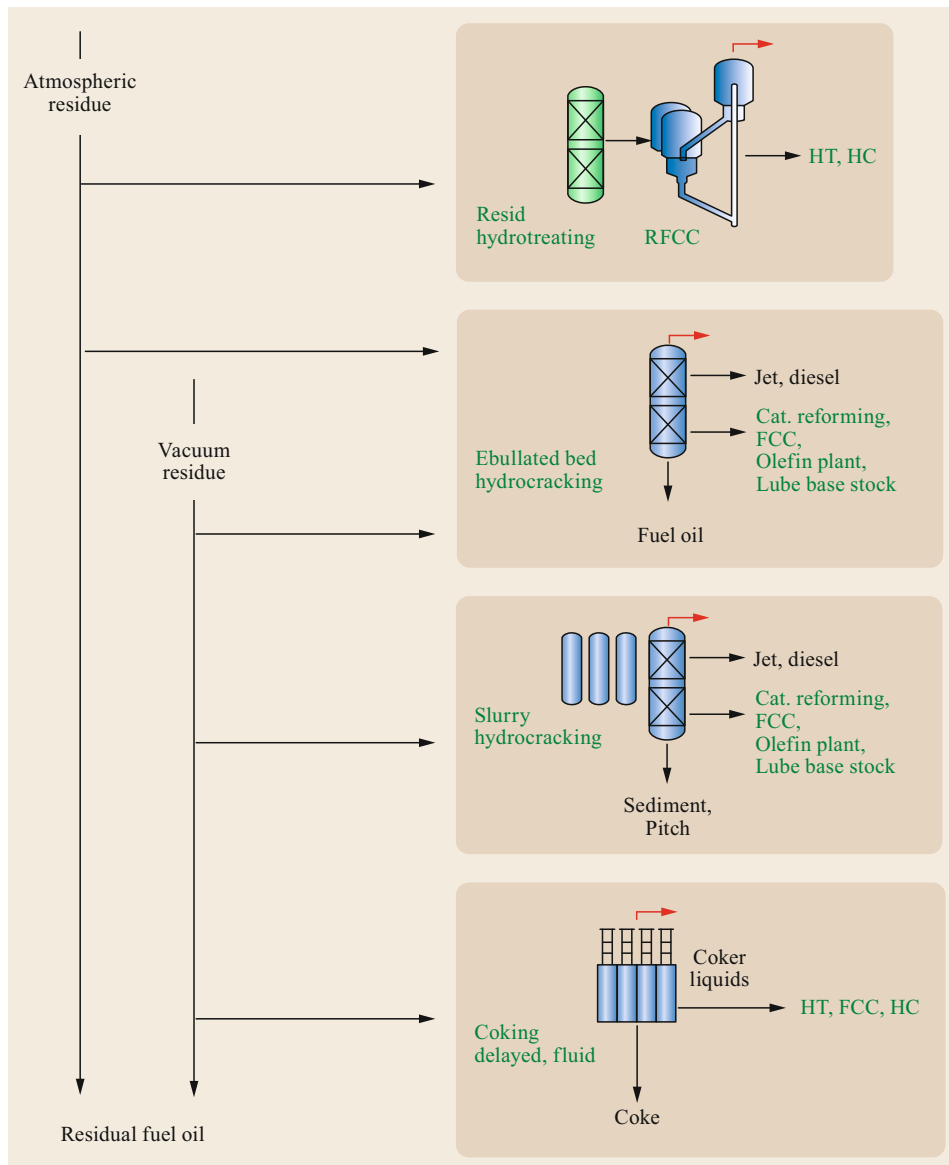 Atmospheric
residue
Resid
hydrotreating
RFCC
HT, HC
Vacuum
residue
Ebullated bed
hydrocracking
Jet, diesel
Cat. reforming,
FCC,
Olefin plant,
Lube base stock
Fuel oil
Slurry
hydrocracking
Jet, diesel
Cat. reforming,
FCC,
Olefin plant,
Lube base stock
Sediment,
Pitch
Coking
delayed, fluid
Coker
liquids
HT, FCC, HC
Coke
Residual fuel oil